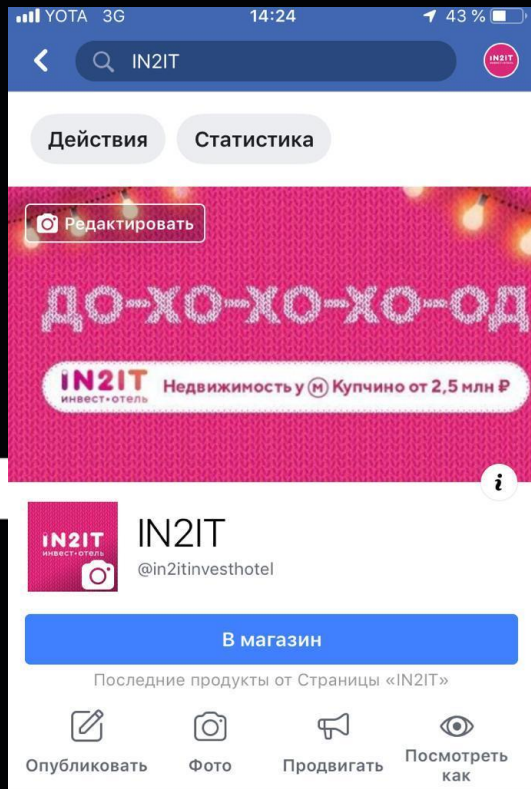 YOTA 3G 14:24 43 %
IN2IT
IN2IT
Действия Статистика
Редактировать
ДО-ХО-ХО-ХО-ОД
IN2IT
ИНВЕСТ•ОТЕЛЬ
Недвижимость у М Купчино от 2,5 млн ₽
i
IN2IT
ИНВЕСТ•ОТЕЛЬ
IN2IT
@in2itinvesthotel
В магазин
Последние продукты от Страницы «IN2IT»
Опубликовать Фото Продвигать Посмотреть
как